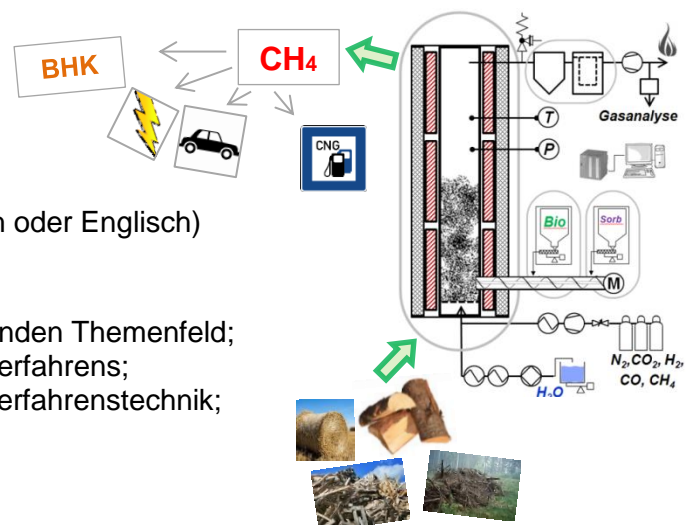 BHK
CH4
CNG
T
P
Gasanalyse
Bio
Sorb
M
N2,CO2, H2,
CO, CH4
H2O
n oder Englisch)
nden Themenfeld;
erfahrens;
erfahrenstechnik;